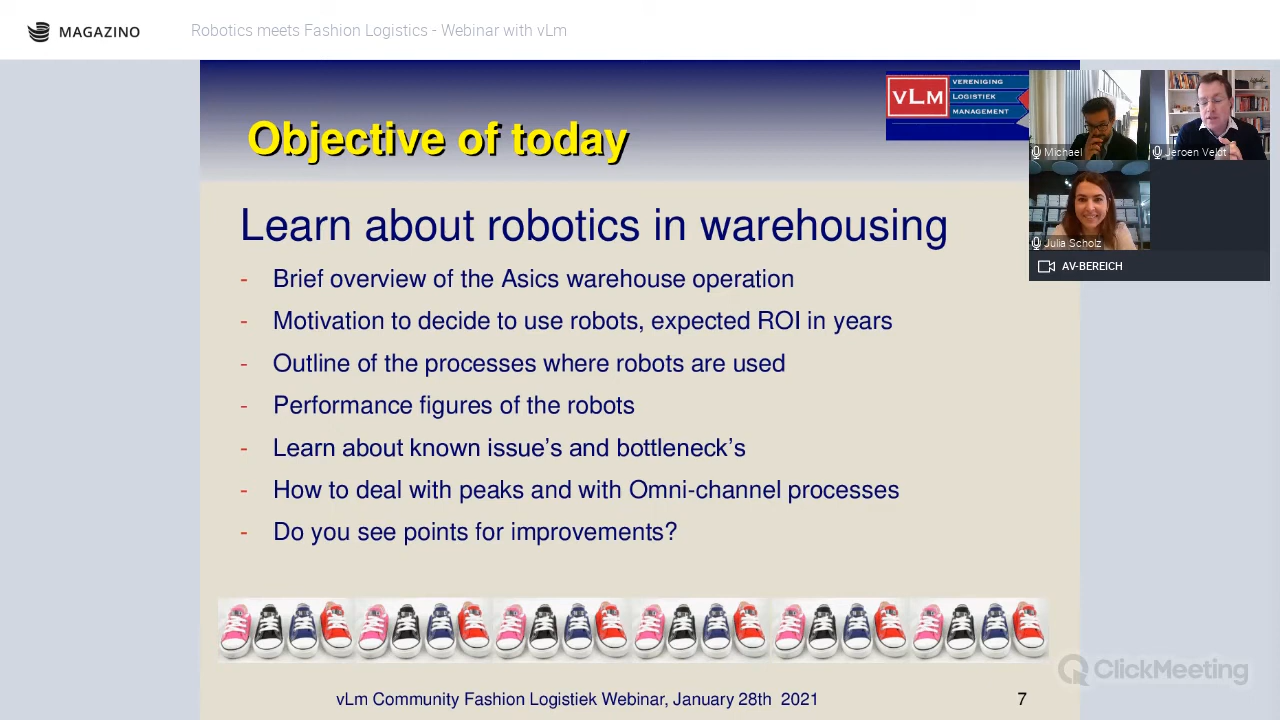 MAGAZINO
Robotics meets Fashion Logistics - Webinar with vLm
vLm
VERENIGING
LOGISTIEK
MANAGEMENT
Objective of today
Michael
Jeroen Veldt
Julia Scholz
AV-BEREICH
Learn about robotics in warehousing
- Brief overview of the Asics warehouse operation
- Motivation to decide to use robots, expected ROI in years
- Outline of the processes where robots are used
- Performance figures of the robots
- Learn about known issue's and bottleneck's
- How to deal with peaks and with Omni-channel processes
- Do you see points for improvements?
ClickMeeting
vLm Community Fashion Logistiek Webinar, January 28th 2021
7